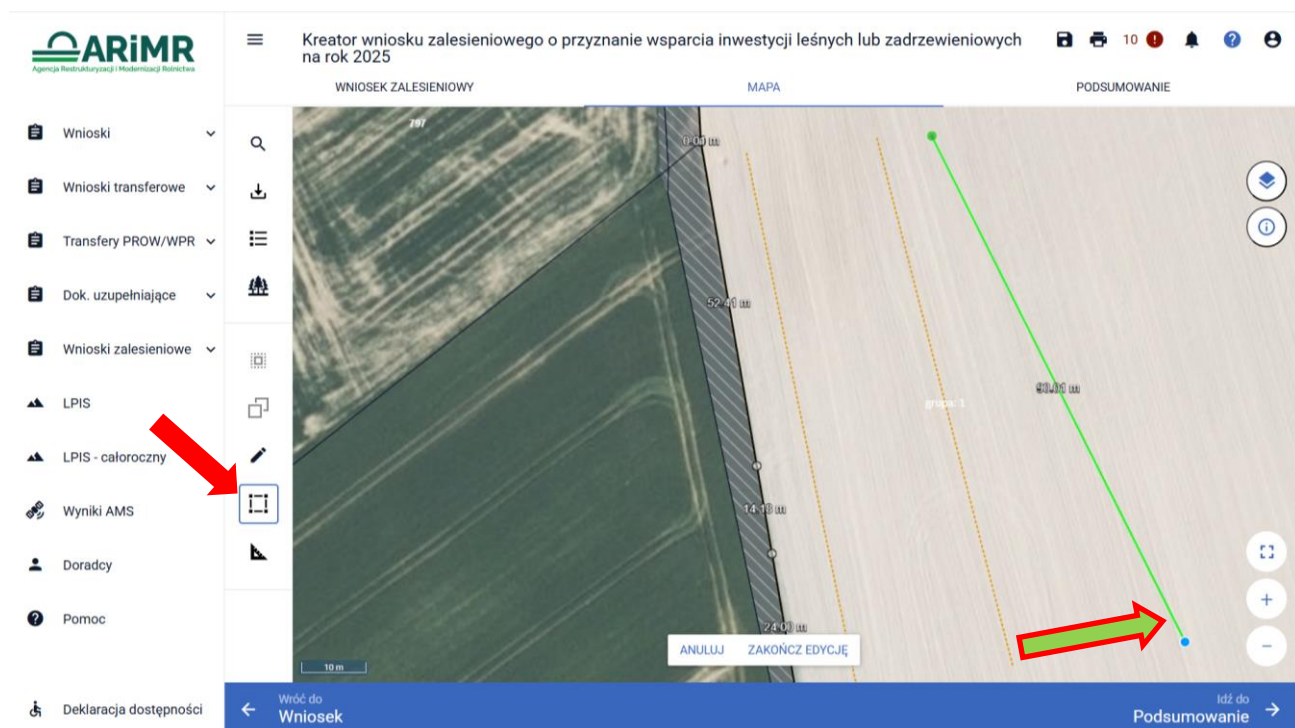 ARiMR
Agencja Restrukturyzacji i Modernizacji Rolnictwa
Kreator wniosku zalesieniowego o przyznanie wsparcia inwestycji leśnych lub zadrzewieniowych
na rok 2025
10
WNIOSEK ZALESIENIOWY
MAPA
PODSUMOWANIE
Wnioski
Wnioski transferowe
Transfery PROW/WPR
Dok. uzupełniające
Wnioski zalesieniowe
LPIS
LPIS - całoroczny
Wyniki AMS
Doradcy
Pomoc
Deklaracja dostępności
797
0.01 m
52.41 m
90.01 m
grupa: 1
14.18 m
24.00 m
ANULUJ ZAKOŃCZ EDYCJĘ
10 m
Wróć do
Wniosek
Idź do
Podsumowanie